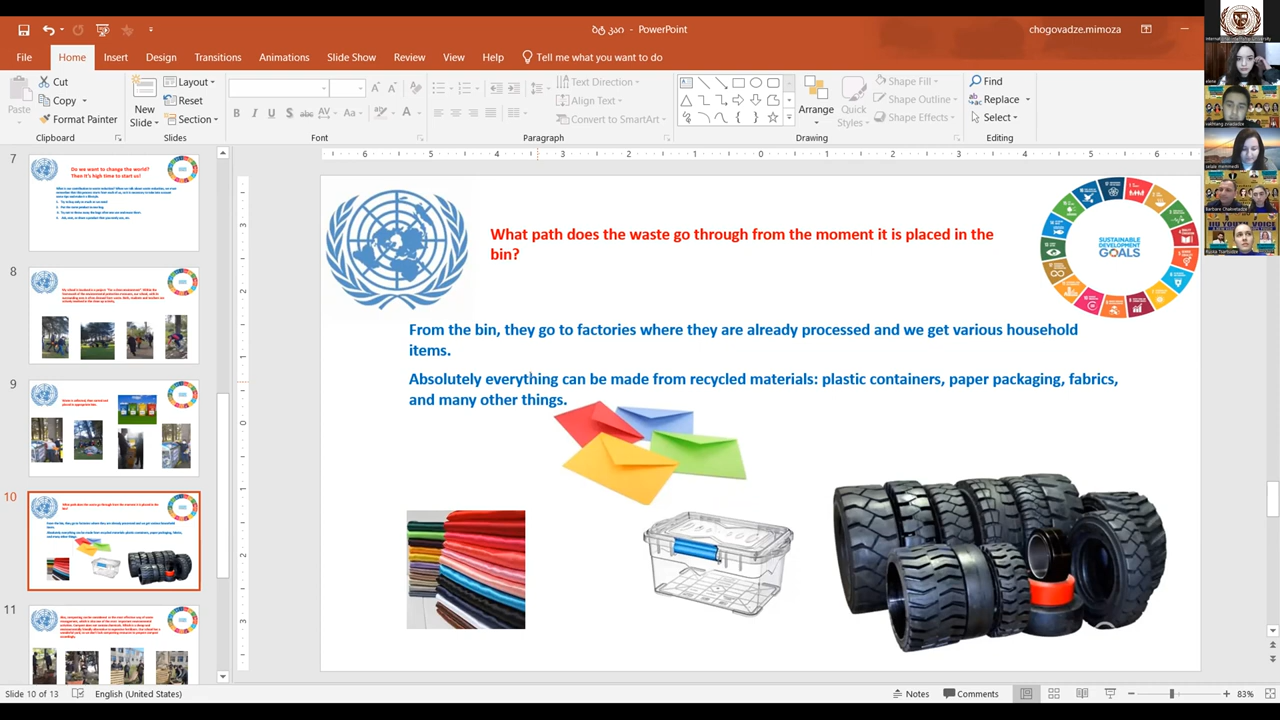 ბტ კაი - PowerPoint
chogovadze.mimoza
File Home Insert Design Transitions Animations Slide Show Review View Help Tell me what you want to do
Paste
Cut
Copy
Format Painter
Clipboard
New
Slide
Layout
Reset
Section
Slides
Font
Text Direction
Align Text
Convert to SmartArt
Paragraph
Arrange
Quick
Styles
Shape Fill
Shape Outline
Shape Effects
Drawing
Find
Replace
Select
Editing
7
Do we want to change the world?
Then it's high time to start us!
8
9
10
11
What path does the waste go through from the moment it is placed in the
bin?
SUSTAINABLE
DEVELOPMENT
GOALS
From the bin, they go to factories where they are already processed and we get various household
items.
Absolutely everything can be made from recycled materials: plastic containers, paper packaging, fabrics,
and many other things.
Slide 10 of 13
English (United States)
Notes
Comments
83%